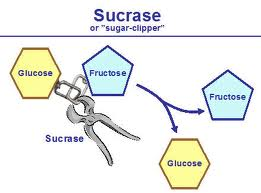 Sucrase
or "sugar-clipper"
Glucose
Fructose
Fructose
Sucrase
Glucose